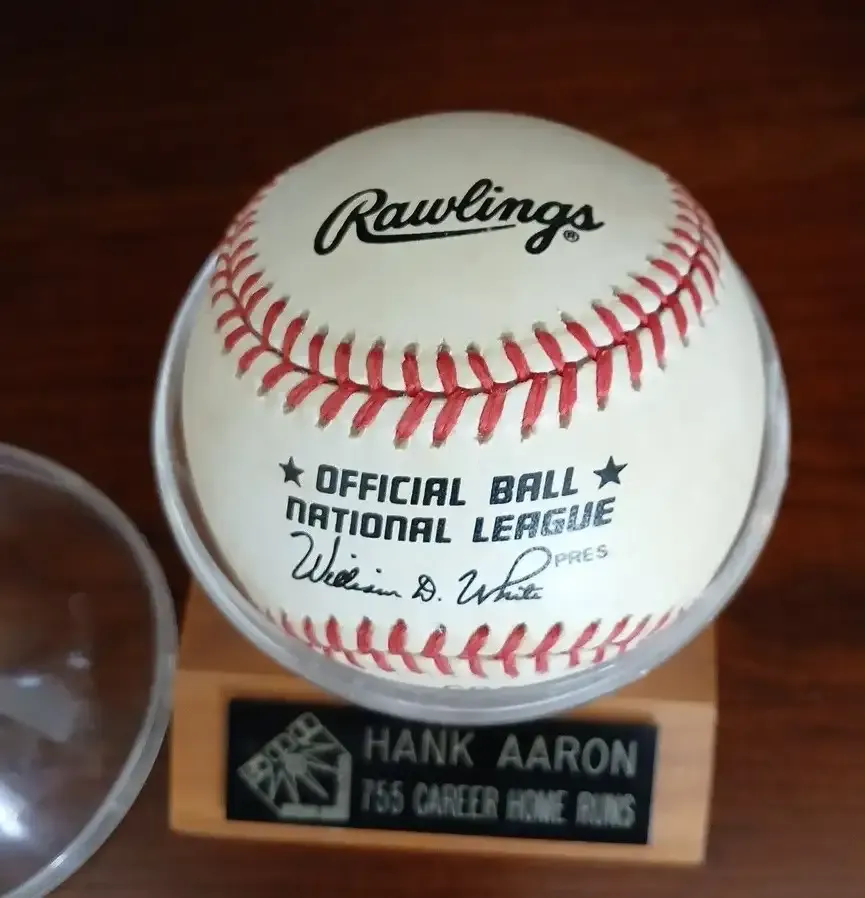 Rawlings®
★ OFFICIAL BALL ★
NATIONAL LEAGUE
William D. White PRES
HANK AARON
755 CAREER HOME RUNS